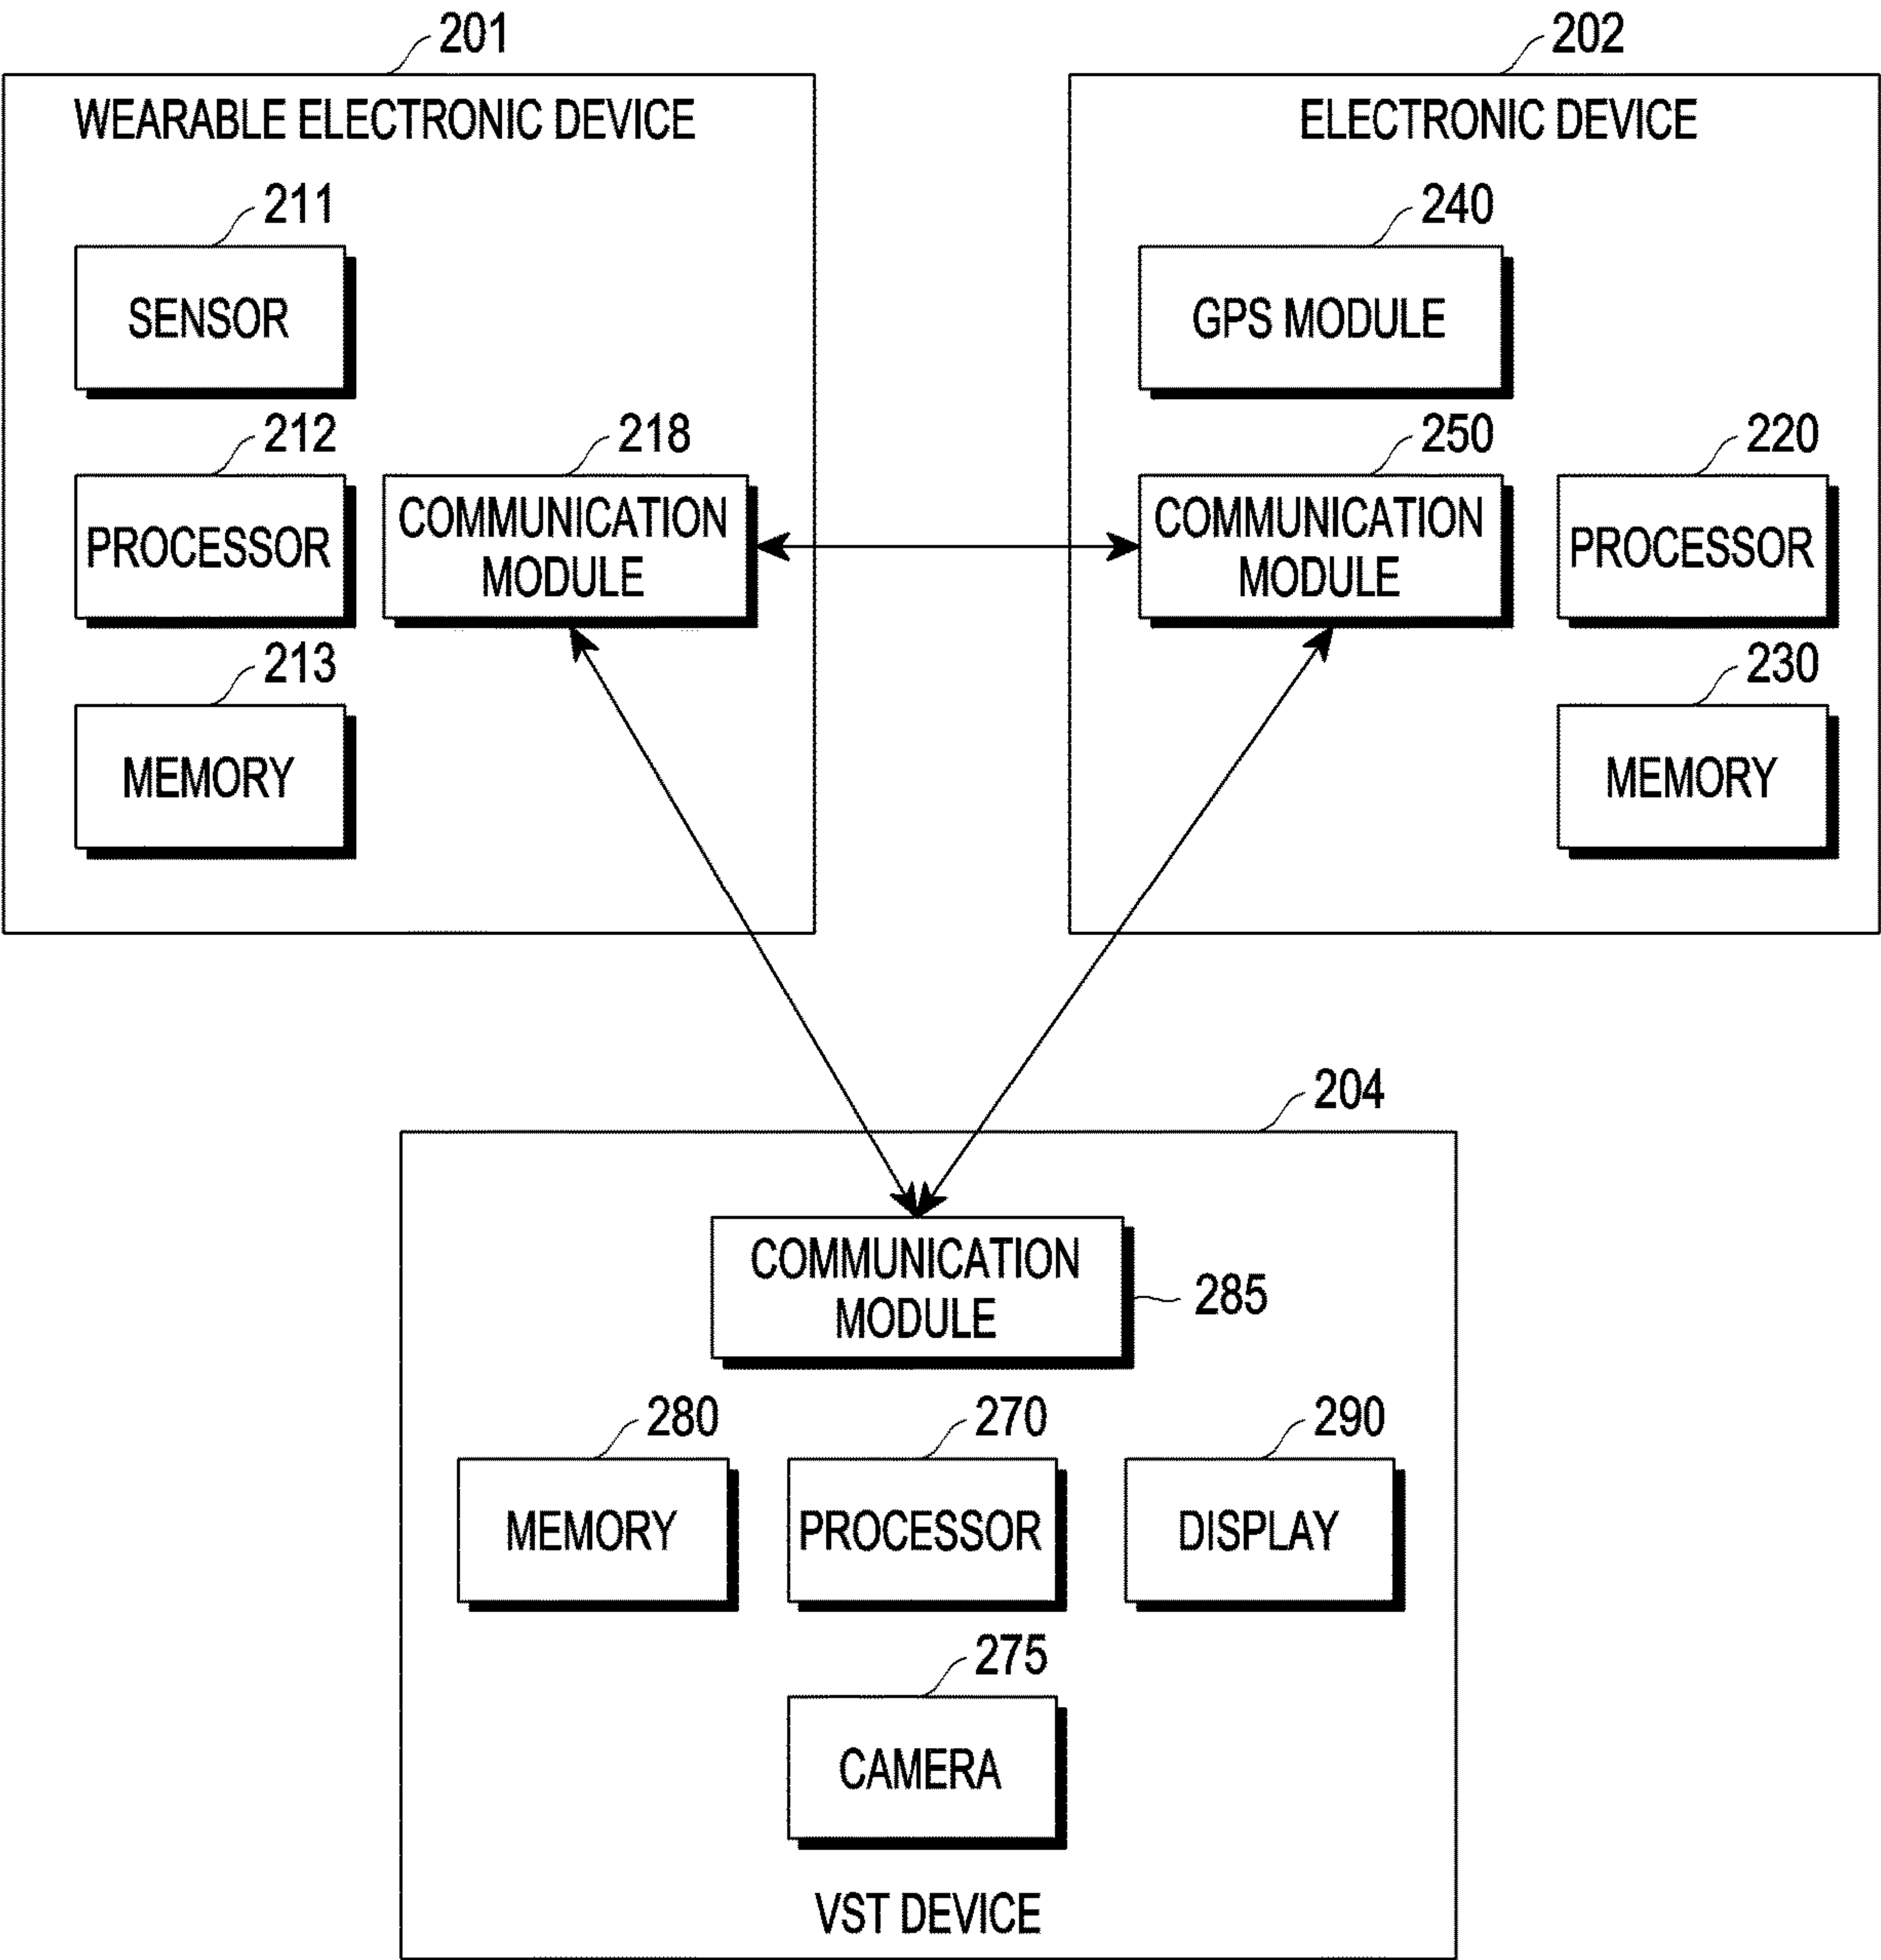 201
WEARABLE ELECTRONIC DEVICE
211
SENSOR
212
PROCESSOR
218
COMMUNICATION
MODULE
213
MEMORY
202
ELECTRONIC DEVICE
240
GPS MODULE
250
COMMUNICATION
MODULE
220
PROCESSOR
230
MEMORY
204
COMMUNICATION
MODULE
285
280
MEMORY
270
PROCESSOR
290
DISPLAY
275
CAMERA
VST DEVICE